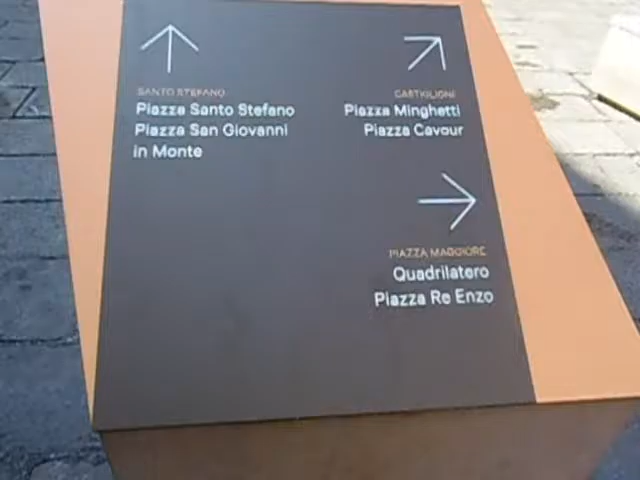 SANTO STEFANO
Piazza Santo Stefano
Piazza San Giovanni
in Monte
CASTIGLIONE
Piazza Minghetti
Piazza Cavour
PIAZZA MAGGIORE
Quadrilatero
Piazza Re Enzo